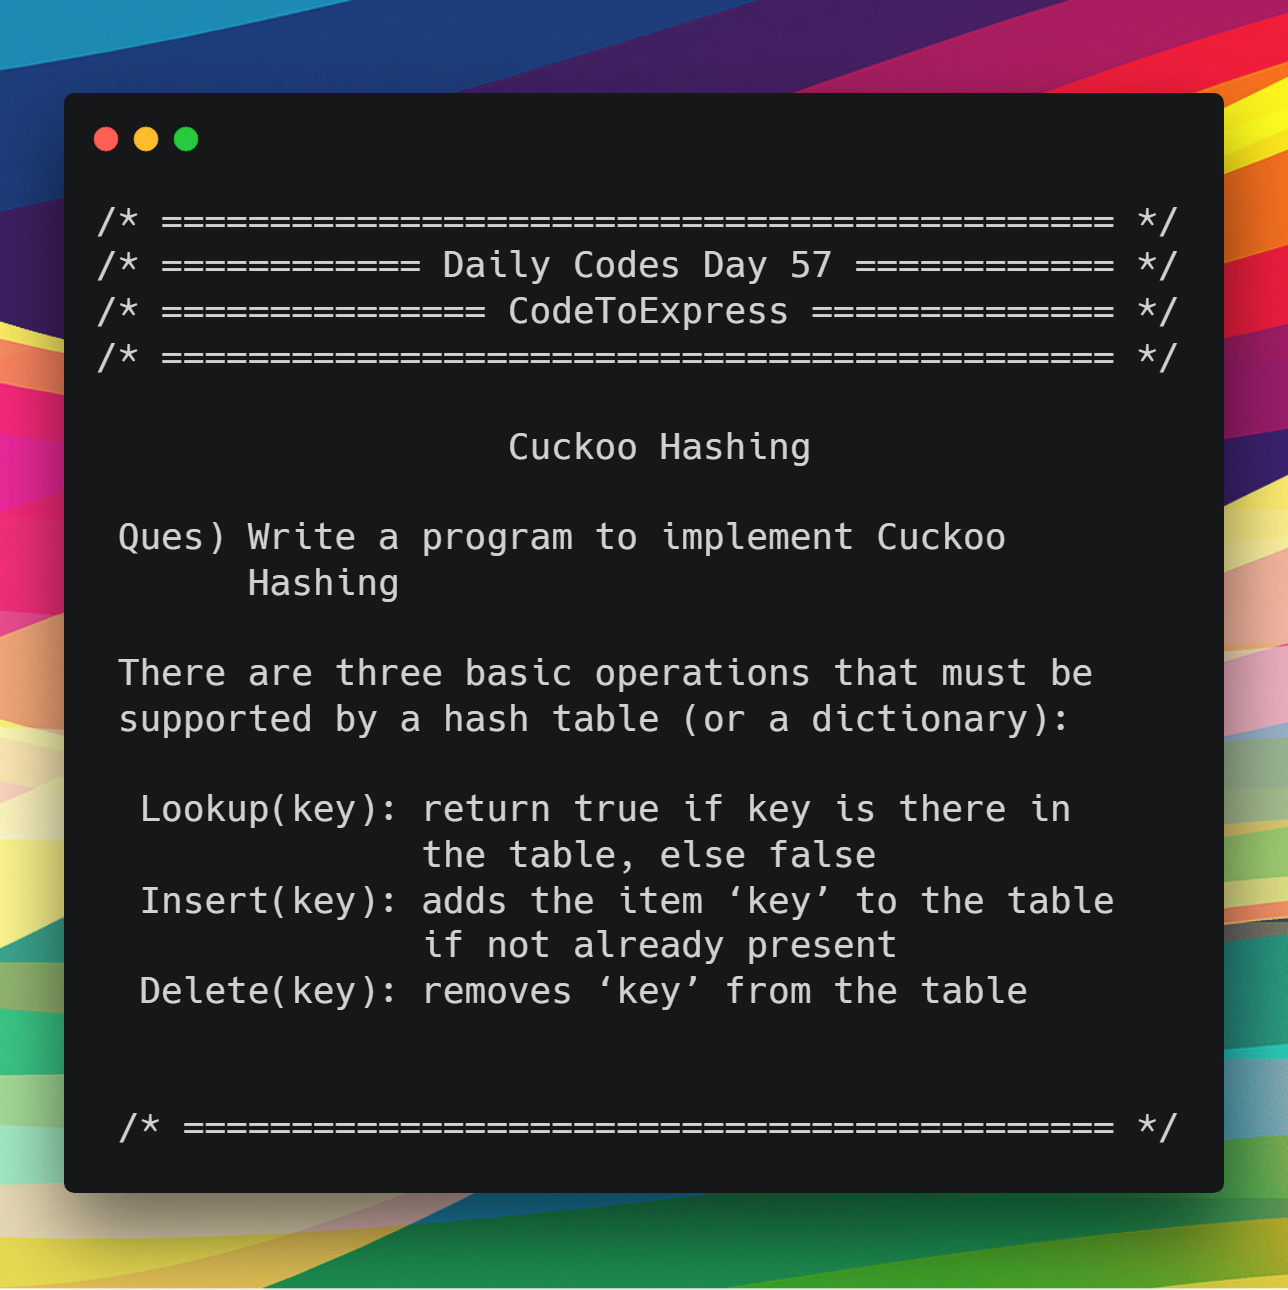 /* ============================================ */
/* ============ Daily Codes Day 57 ============ */
/* =============== CodeToExpress ============== */
/* ============================================ */
Cuckoo Hashing
Ques) Write a program to implement Cuckoo
Hashing
There are three basic operations that must be
supported by a hash table (or a dictionary):
Lookup(key): return true if key is there in
the table, else false
Insert(key): adds the item ‘key’ to the table
if not already present
Delete(key): removes ‘key’ from the table
/* =========================================== */